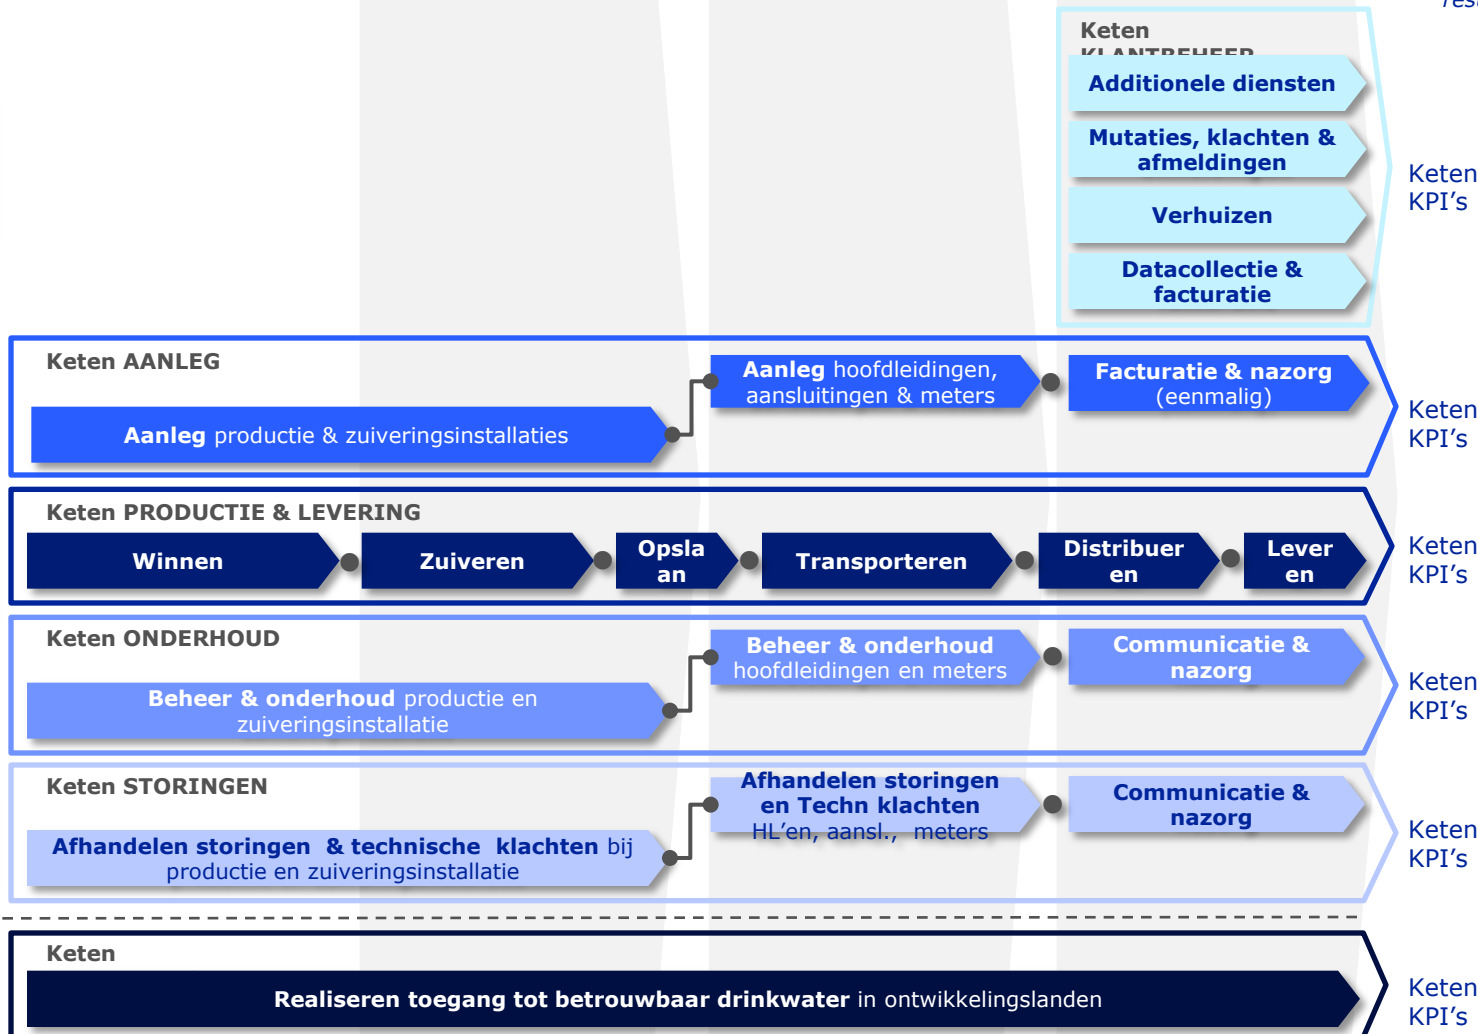 Keten
KLANTBEHEER
Additionele diensten
Mutaties, klachten &
afmeldingen
Verhuizen
Datacollectie &
facturatie
Keten
KPI's
Keten AANLEG
Aanleg hoofdleidingen,
aansluitingen & meters
Facturatie & nazorg
(eenmalig)
Aanleg productie & zuiveringsinstallaties
Keten
KPI's
Keten PRODUCTIE & LEVERING
Winnen
Zuiveren
Opsla
an
Transporteren
Distribuer
en
Lever
en
Keten
KPI's
Keten ONDERHOUD
Beheer & onderhoud
hoofdleidingen en meters
Communicatie &
nazorg
Beheer & onderhoud productie en
zuiveringsinstallatie
Keten
KPI's
Keten STORINGEN
Afhandelen storingen
en Techn klachten
HL'en, aansl., meters
Communicatie &
nazorg
Afhandelen storingen & technische klachten bij
productie en zuiveringsinstallatie
Keten
KPI's
Keten
Realiseren toegang tot betrouwbaar drinkwater in ontwikkelingslanden
Keten
KPI's